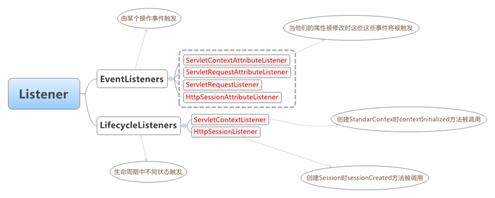 由某个操作事件触发
当他们的属性被修改时这些这些事件将被触发
ServletContextAttributeListener
ServletRequestAttributeListener
ServletRequestListener
HttpSessionAttributeListener
EventListeners
Listener
LifecycleListeners
ServletContextListener
HttpSessionListener
创建StandarContex时contextInitialized方法被调用
生命周期中不同状态触发
创建Session时sessionCreated方法被调用